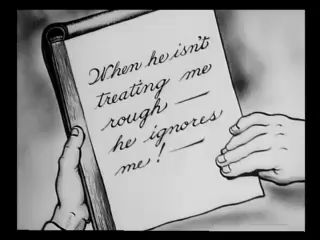 When he isn't
treating me
rough —
he ignores
me! —